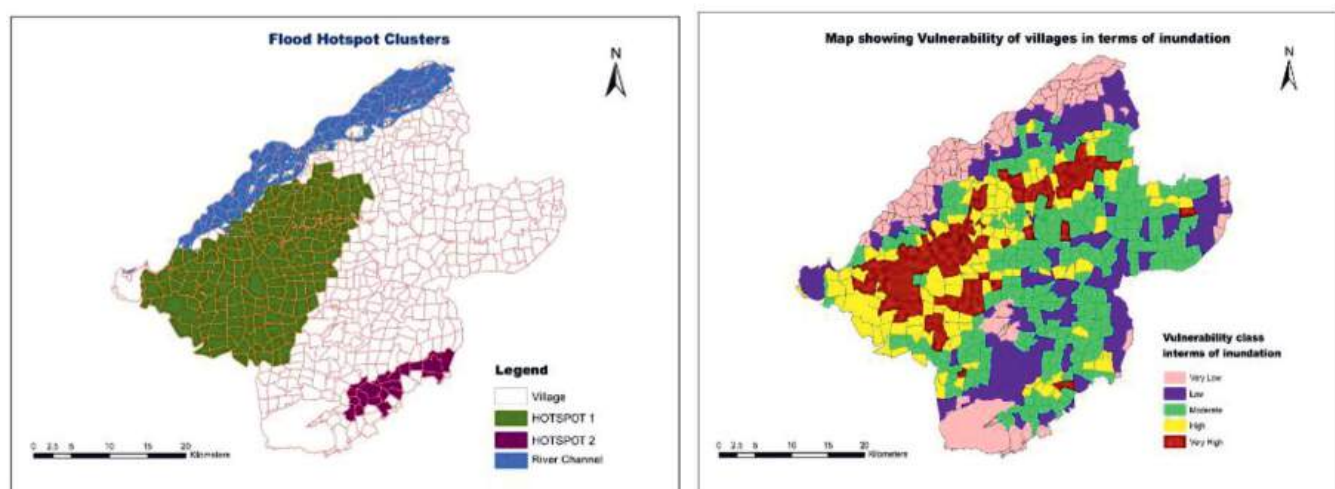 Flood Hotspot Clusters
N
Legend
Village
HOTSPOT 1
HOTSPOT 2
River Channel
0 2.5 5 10 15 20
Kilometers
Map showing Vulnerability of villages in terms of inundation
N
Vulnerability class
interms of inundation
Very Low
Low
Moderate
High
Very High
0 2.5 5 10 15 20
Kilometers